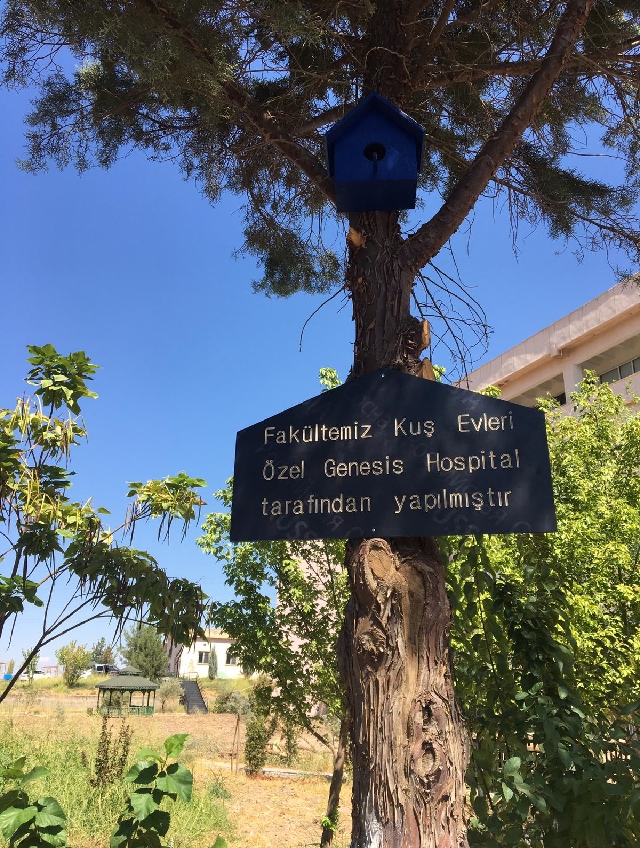 Fakültemiz Kuş Evleri
Özel Genesis Hospital
tarafından yapılmıştır